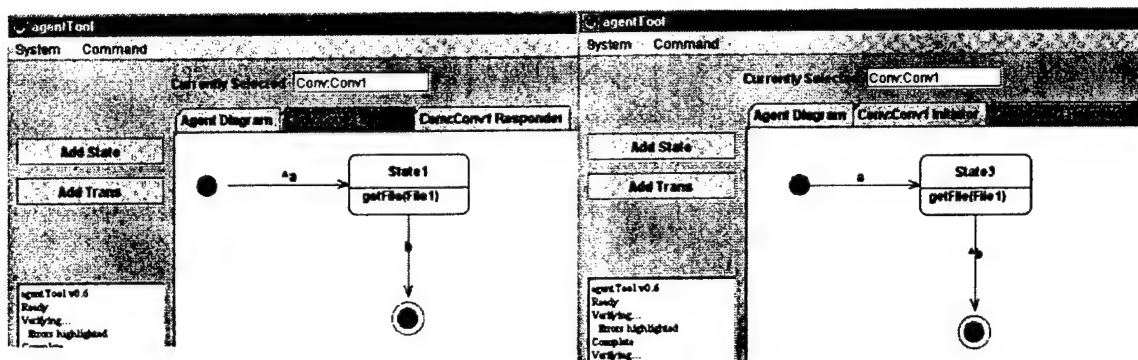 agentTool
System Command
Currently Selected Conv:Conv1
Agent Diagram Conv:Conv1 Responder
Add State
Add Trans
^a
State1
getFile(File1)
b
agentTool v0.6
Ready
Verifying...
Errors highlighted
Complete
agentTool
System Command
Currently Selected Conv:Conv1
Agent Diagram Conv:Conv1 Initiator
Add State
Add Trans
a
State3
getFile(File1)
^b
agentTool v0.6
Ready
Verifying...
Errors highlighted
Complete
Verifying...